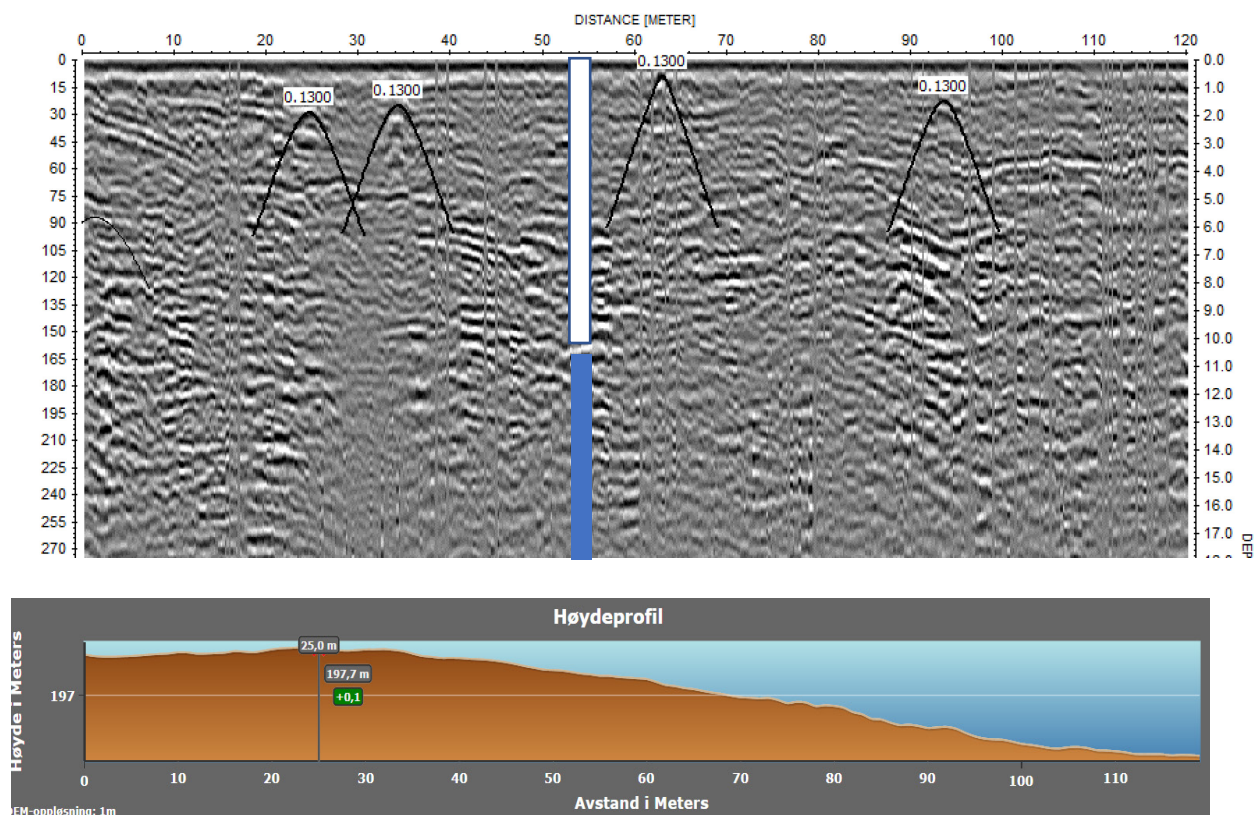 DISTANCE [METER]
0 10 20 30 40 50 60 70 80 90 100 110 120
0 0.0
15 1.0
30 2.0
45 3.0
60 4.0
75 5.0
90 6.0
105 7.0
120 8.0
135 9.0
150 10.0
165 11.0
180 12.0
195 13.0
210 14.0
225 15.0
240 16.0
255 17.0
270
0.1300
0.1300
0.1300
0.1300
DEP
Høydeprofil
Høyde i Meters
25,0 m
197,7 m
+0,1
197
0 10 20 30 40 50 60 70 80 90 100 110
Avstand i Meters
DEM-oppløsning: 1m